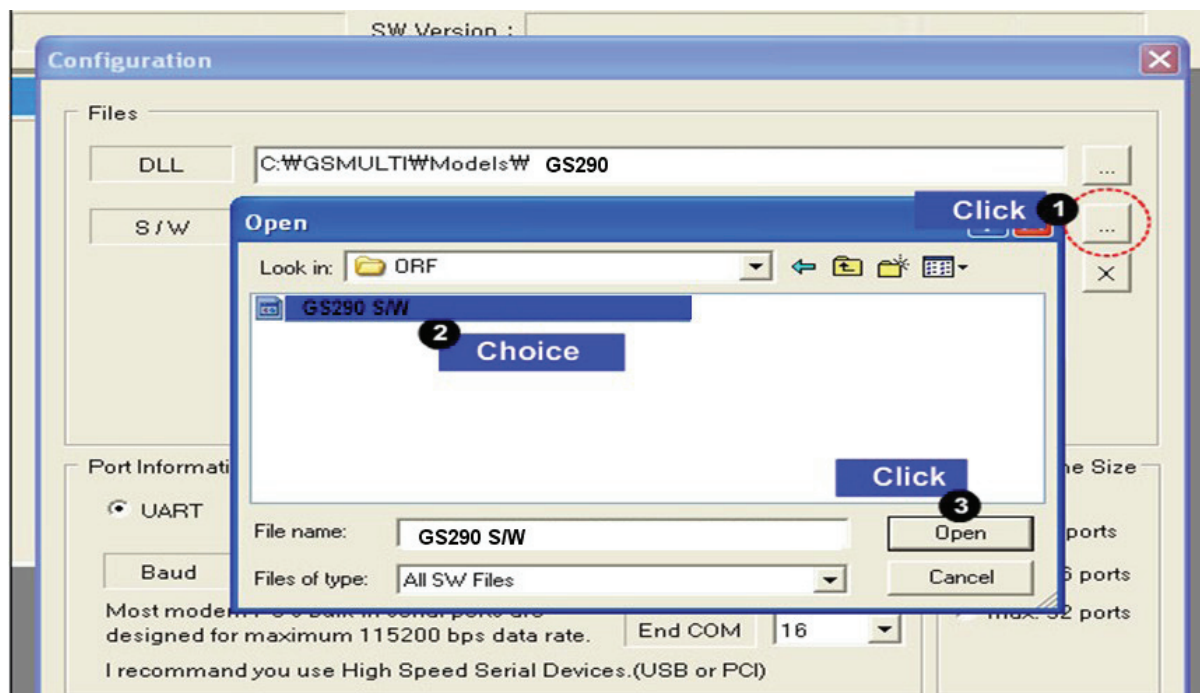 SW Version :
Configuration
Files
DLL
C:₩GSMULTI₩Models₩ GS290
...
S/W
Open
Click 1
...
Look in: ORF
GS290 S/W
2
Choice
Port Informati
UART
Click
3
e Size
File name: GS290 S/W
Open
ports
Baud
Files of type: All SW Files
Cancel
6 ports
designed for maximum 115200 bps data rate.
End COM 16
max. 32 ports
I recommand you use High Speed Serial Devices.(USB or PCI)